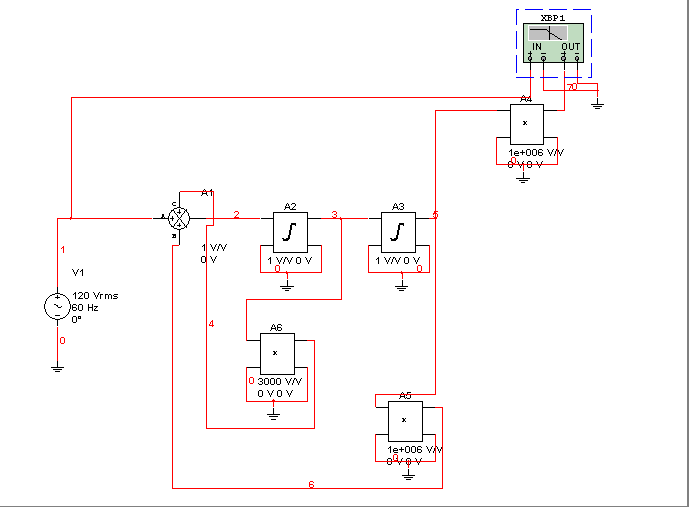 XBP1
IN OUT
70
A4
x
1e+006 V/V
0
0 V 0 V
A1
C
A
B
1 V/V
0 V
2
A2
1 V/V 0 V
0
3
A3
1 V/V 0 V
0
5
1
V1
120 Vrms
60 Hz
0°
0
4
A6
x
0
3000 V/V
0 V 0 V
A5
x
1e+006 V/V
0
0 V 0 V
6